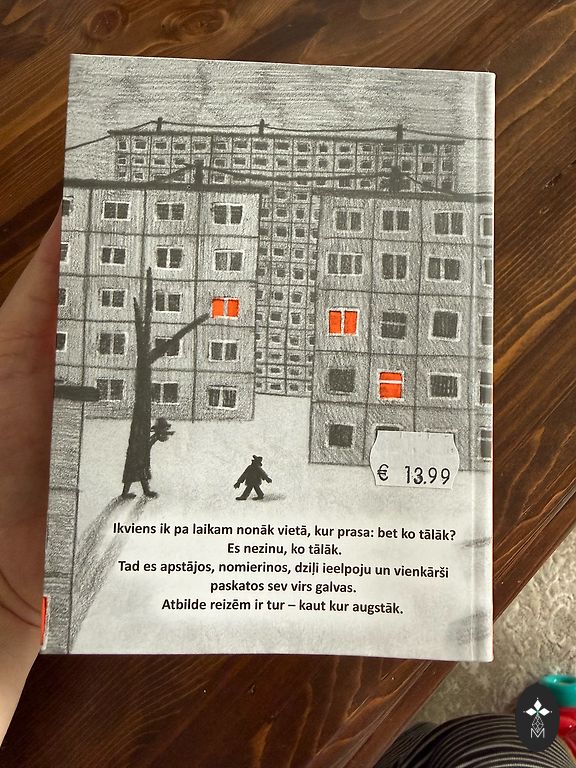 € 13.99
Ikviens ik pa laikam nonāk vietā, kur prasa: bet ko tālāk?
Es nezinu, ko tālāk.
Tad es apstājos, nomierinos, dziļi ieelpoju un vienkārši
paskatos sev virs galvas.
Atbilde reizēm ir tur – kaut kur augstāk.
M